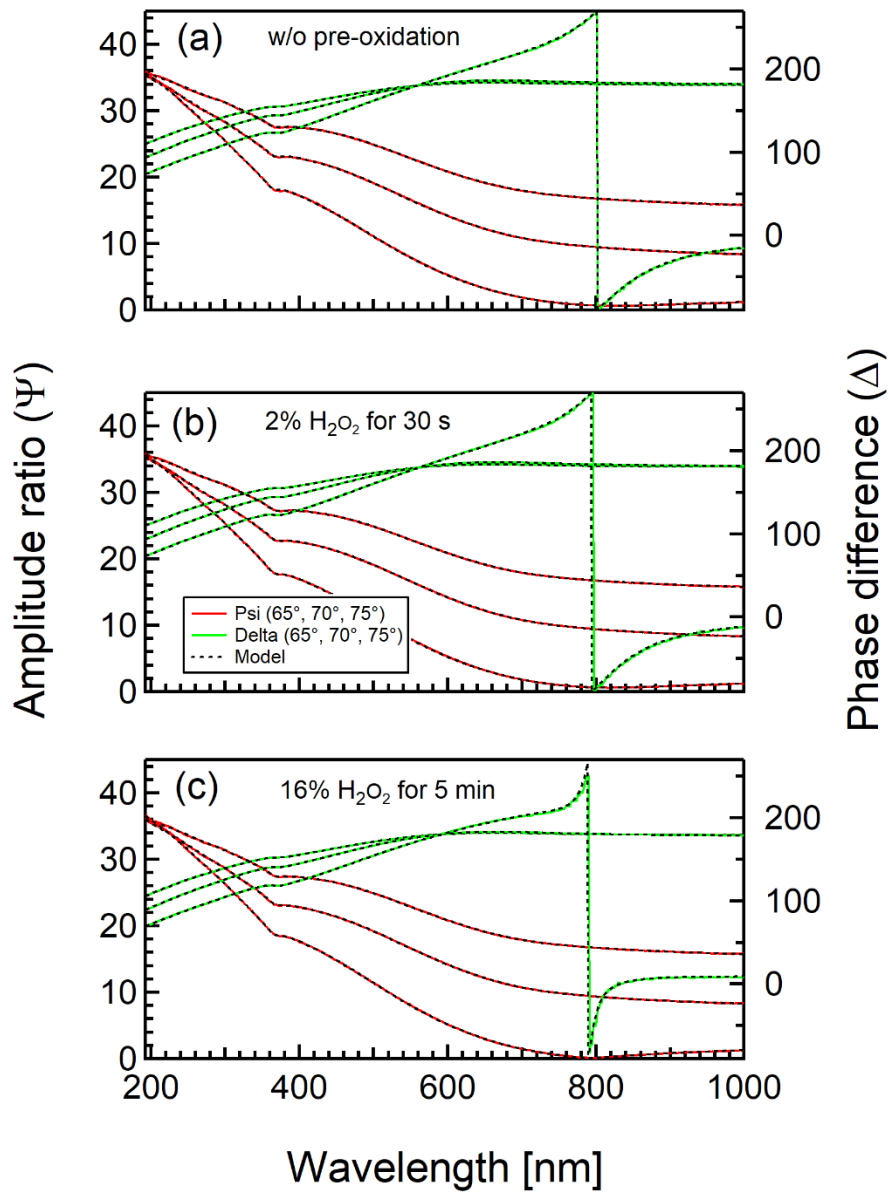 (a) w/o pre-oxidation
40
30
20
10
0
200
100
0
(b) 2% H₂O₂ for 30 s
40
30
20
10
0
200
100
0
Psi (65°, 70°, 75°)
Delta (65°, 70°, 75°)
Model
(c) 16% H₂O₂ for 5 min
40
30
20
10
0
200
100
0
200 400 600 800 1000
Amplitude ratio (Ψ)
Phase difference (Δ)
Wavelength [nm]